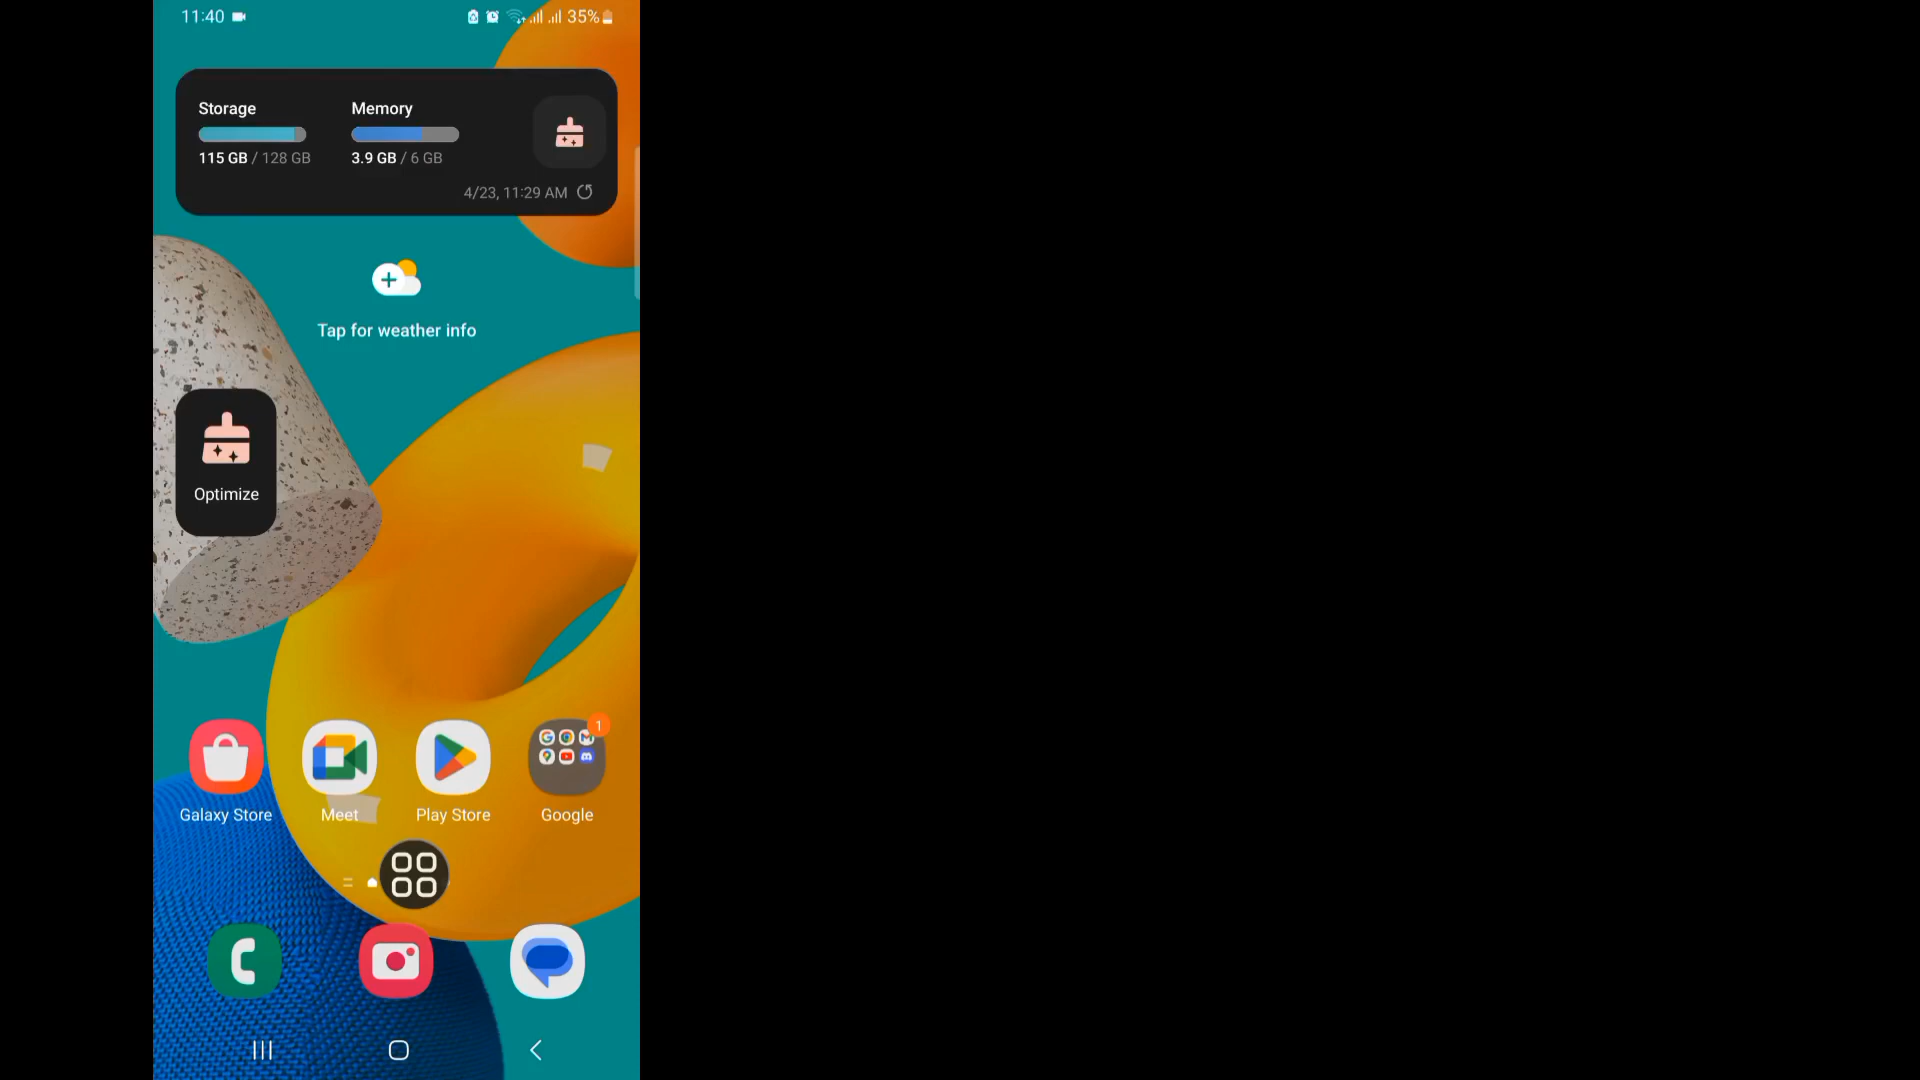 11:40 35%
Storage Memory
115 GB / 128 GB 3.9 GB / 6 GB
4/23, 11:29 AM
Tap for weather info
Optimize
1
Galaxy Store Meet Play Store Google